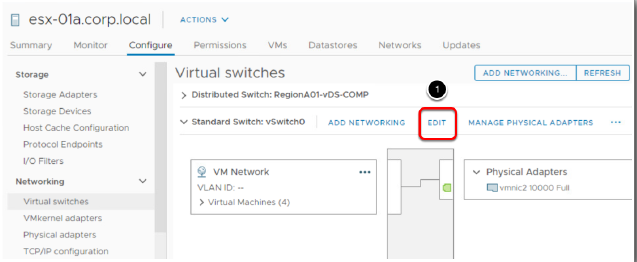 esx-01a.corp.local ACTIONS
Summary Monitor Configure Permissions VMs Datastores Networks Updates
Storage
Storage Adapters
Storage Devices
Host Cache Configuration
Protocol Endpoints
I/O Filters
Networking
Virtual switches
VMkernel adapters
Physical adapters
TCP/IP configuration
Virtual switches ADD NETWORKING... REFRESH
1
Distributed Switch: RegionA01-vDS-COMP
Standard Switch: vSwitch0 ADD NETWORKING EDIT MANAGE PHYSICAL ADAPTERS ...
VM Network ...
VLAN ID: --
Virtual Machines (4)
Physical Adapters
vmnic2 10000 Full